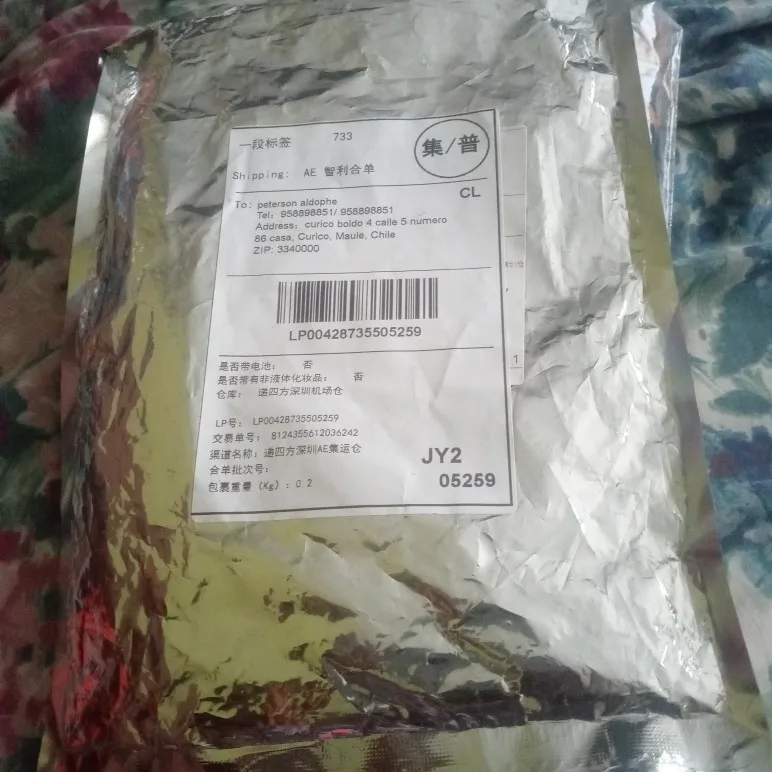 一段标签 733
集/普
Shipping: AE 智利合单
CL
To: peterson aldophe
Tel: 958898851/ 958898851
Address: curico boldo 4 calle 5 numero
86 casa, Curico, Maule, Chile
ZIP: 3340000
LP00428735505259
是否带电池: 否
是否带有非液体化妆品: 否
仓库: 递四方深圳机场仓
LP号: LP00428735505259
交易单号: 8124355612036242
渠道名称: 递四方深圳AE集运仓
合单批次号:
包裹重量 (Kg): 0.2
JY2
05259
1